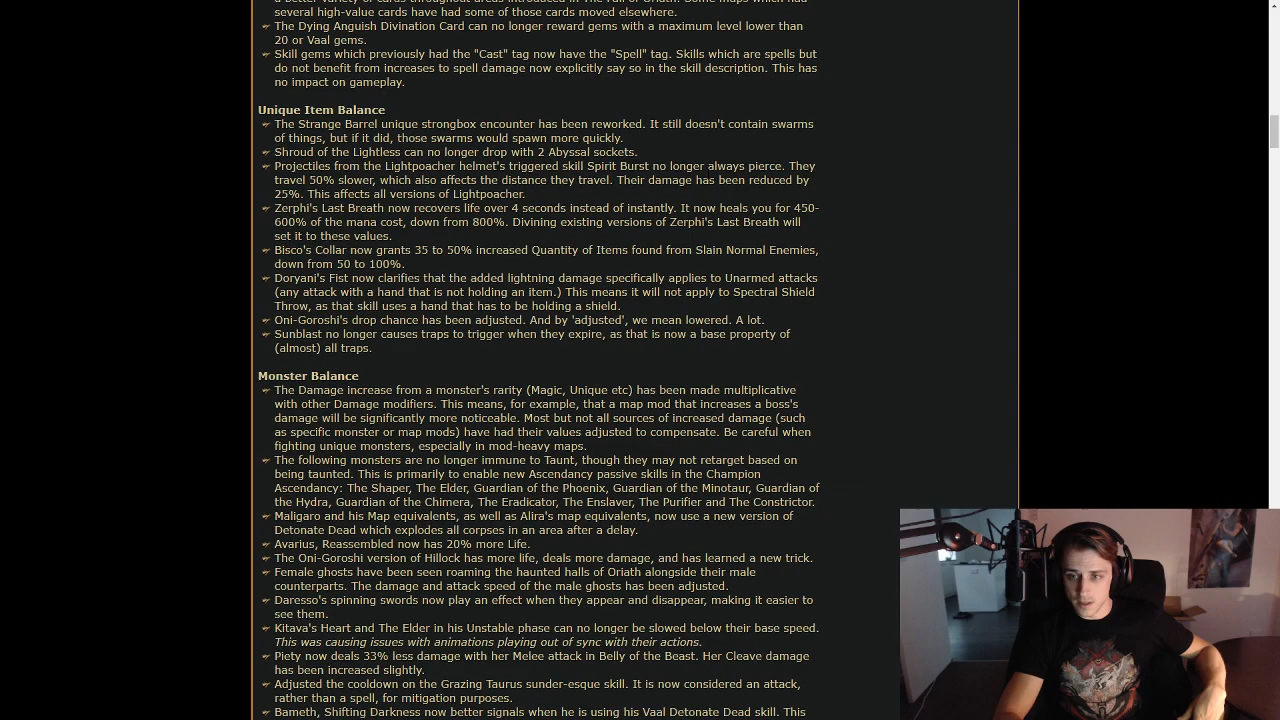 a better variety of cards throughout areas introduced in The Fall of Oriath. Some maps which had
several high-value cards have had some of those cards moved elsewhere.
The Dying Anguish Divination Card can no longer reward gems with a maximum level lower than
20 or Vaal gems.
Skill gems which previously had the "Cast" tag now have the "Spell" tag. Skills which are spells but
do not benefit from increases to spell damage now explicitly say so in the skill description. This has
no impact on gameplay.
Unique Item Balance
The Strange Barrel unique strongbox encounter has been reworked. It still doesn't contain swarms
of things, but if it did, those swarms would spawn more quickly.
Shroud of the Lightless can no longer drop with 2 Abyssal sockets.
Projectiles from the Lightpoacher helmet's triggered skill Spirit Burst no longer always pierce. They
travel 50% slower, which also affects the distance they travel. Their damage has been reduced by
25%. This affects all versions of Lightpoacher.
Zerphi's Last Breath now recovers life over 4 seconds instead of instantly. It now heals you for 450-
600% of the mana cost, down from 800%. Divining existing versions of Zerphi's Last Breath will
set it to these values.
Bisco's Collar now grants 35 to 50% increased Quantity of Items found from Slain Normal Enemies,
down from 50 to 100%.
Doryani's Fist now clarifies that the added lightning damage specifically applies to Unarmed attacks
(any attack with a hand that is not holding an item.) This means it will not apply to Spectral Shield
Throw, as that skill uses a hand that has to be holding a shield.
Oni-Goroshi's drop chance has been adjusted. And by 'adjusted', we mean lowered. A lot.
Sunblast no longer causes traps to trigger when they expire, as that is now a base property of
(almost) all traps.
Monster Balance
The Damage increase from a monster's rarity (Magic, Unique etc) has been made multiplicative
with other Damage modifiers. This means, for example, that a map mod that increases a boss's
damage will be significantly more noticeable. Most but not all sources of increased damage (such
as specific monster or map mods) have had their values adjusted to compensate. Be careful when
fighting unique monsters, especially in mod-heavy maps.
The following monsters are no longer immune to Taunt, though they may not retarget based on
being taunted. This is primarily to enable new Ascendancy passive skills in the Champion
Ascendancy: The Shaper, The Elder, Guardian of the Phoenix, Guardian of the Minotaur, Guardian of
the Hydra, Guardian of the Chimera, The Eradicator, The Enslaver, The Purifier and The Constrictor.
Maligaro and his Map equivalents, as well as Alira's map equivalents, now use a new version of
Detonate Dead which explodes all corpses in an area after a delay.
Avarius, Reassembled now has 20% more Life.
The Oni-Goroshi version of Hillock has more life, deals more damage, and has learned a new trick.
Female ghosts have been seen roaming the haunted halls of Oriath alongside their male
counterparts. The damage and attack speed of the male ghosts has been adjusted.
Daresso's spinning swords now play an effect when they appear and disappear, making it easier to
see them.
Kitava's Heart and The Elder in his Unstable phase can no longer be slowed below their base speed.
This was causing issues with animations playing out of sync with their actions.
Piety now deals 33% less damage with her Melee attack in Belly of the Beast. Her Cleave damage
has been increased slightly.
Adjusted the cooldown on the Grazing Taurus sunder-esque skill. It is now considered an attack,
rather than a spell, for mitigation purposes.
Bameth, Shifting Darkness now better signals when he is using his Vaal Detonate Dead skill. This